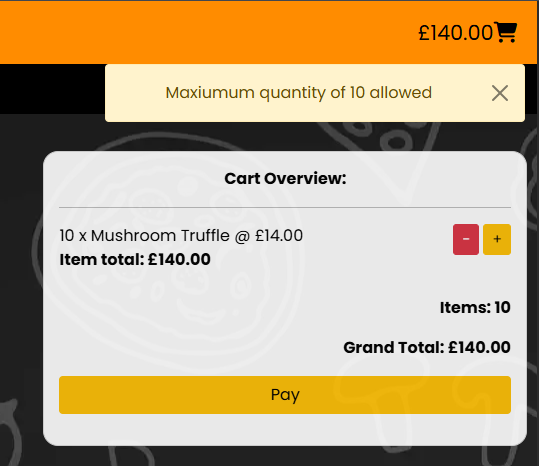 £140.00
Maxiumum quantity of 10 allowed
Cart Overview:
10 x Mushroom Truffle @ £14.00
- +
Item total: £140.00
Items: 10
Grand Total: £140.00
Pay